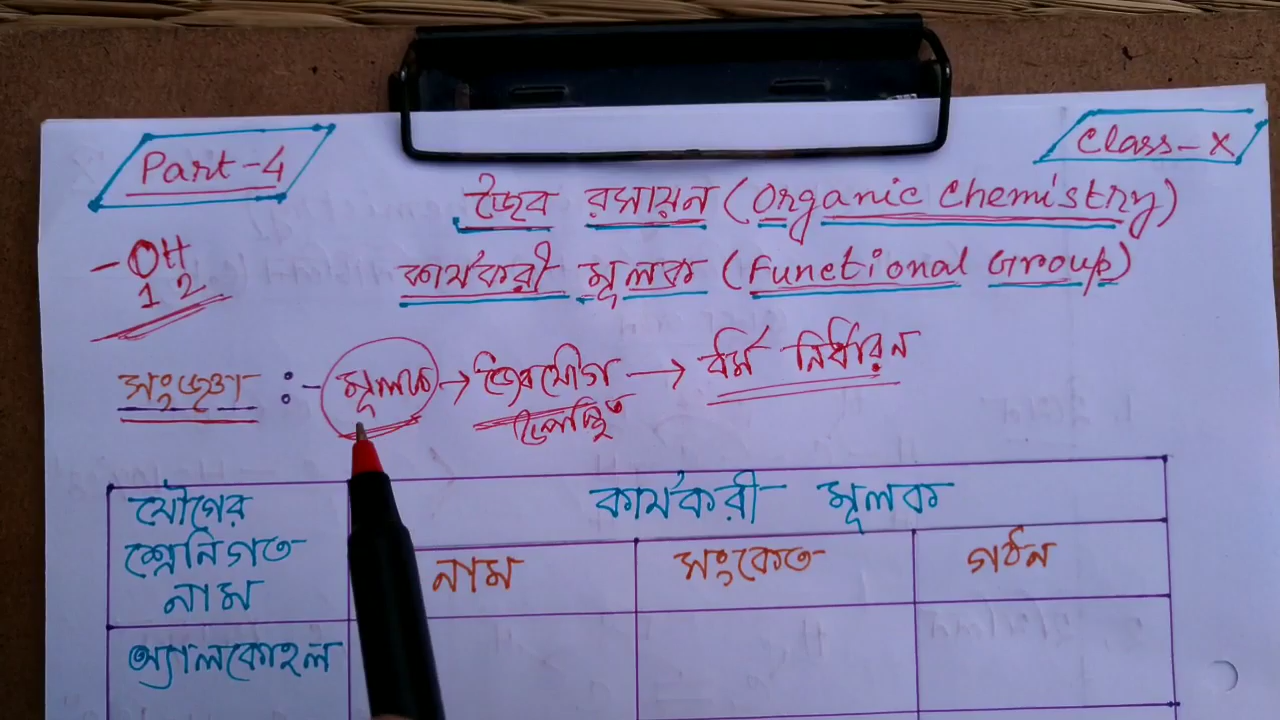 Part-4
Class-X
জৈব রসায়ন (Organic Chemistry)
-OH
1 2
কার্যকরী মূলক (Functional Group)
সংজ্ঞা :- মূলক → জৈবযৌগ → ধর্ম নির্ধারন
যৌগের শ্রেনিগত নাম
কার্যকরী মূলক
নাম
সংকেত
গঠন
অ্যালকোহল